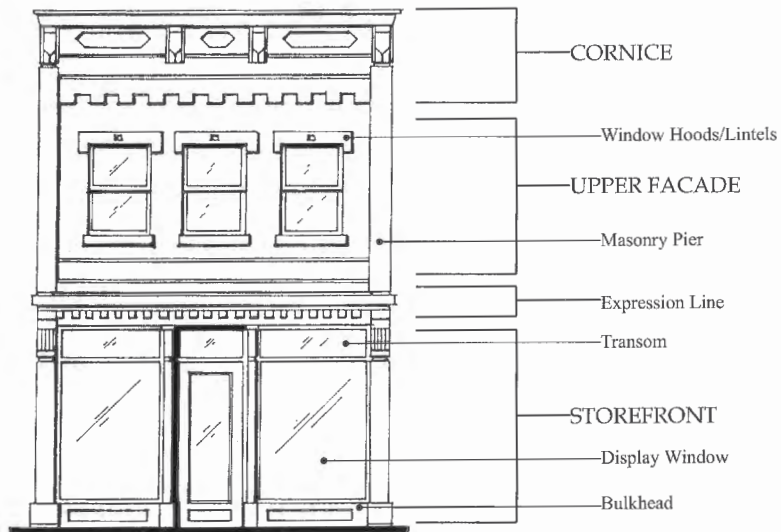 CORNICE
Window Hoods/Lintels
UPPER FACADE
Masonry Pier
Expression Line
Transom
STOREFRONT
Display Window
Bulkhead